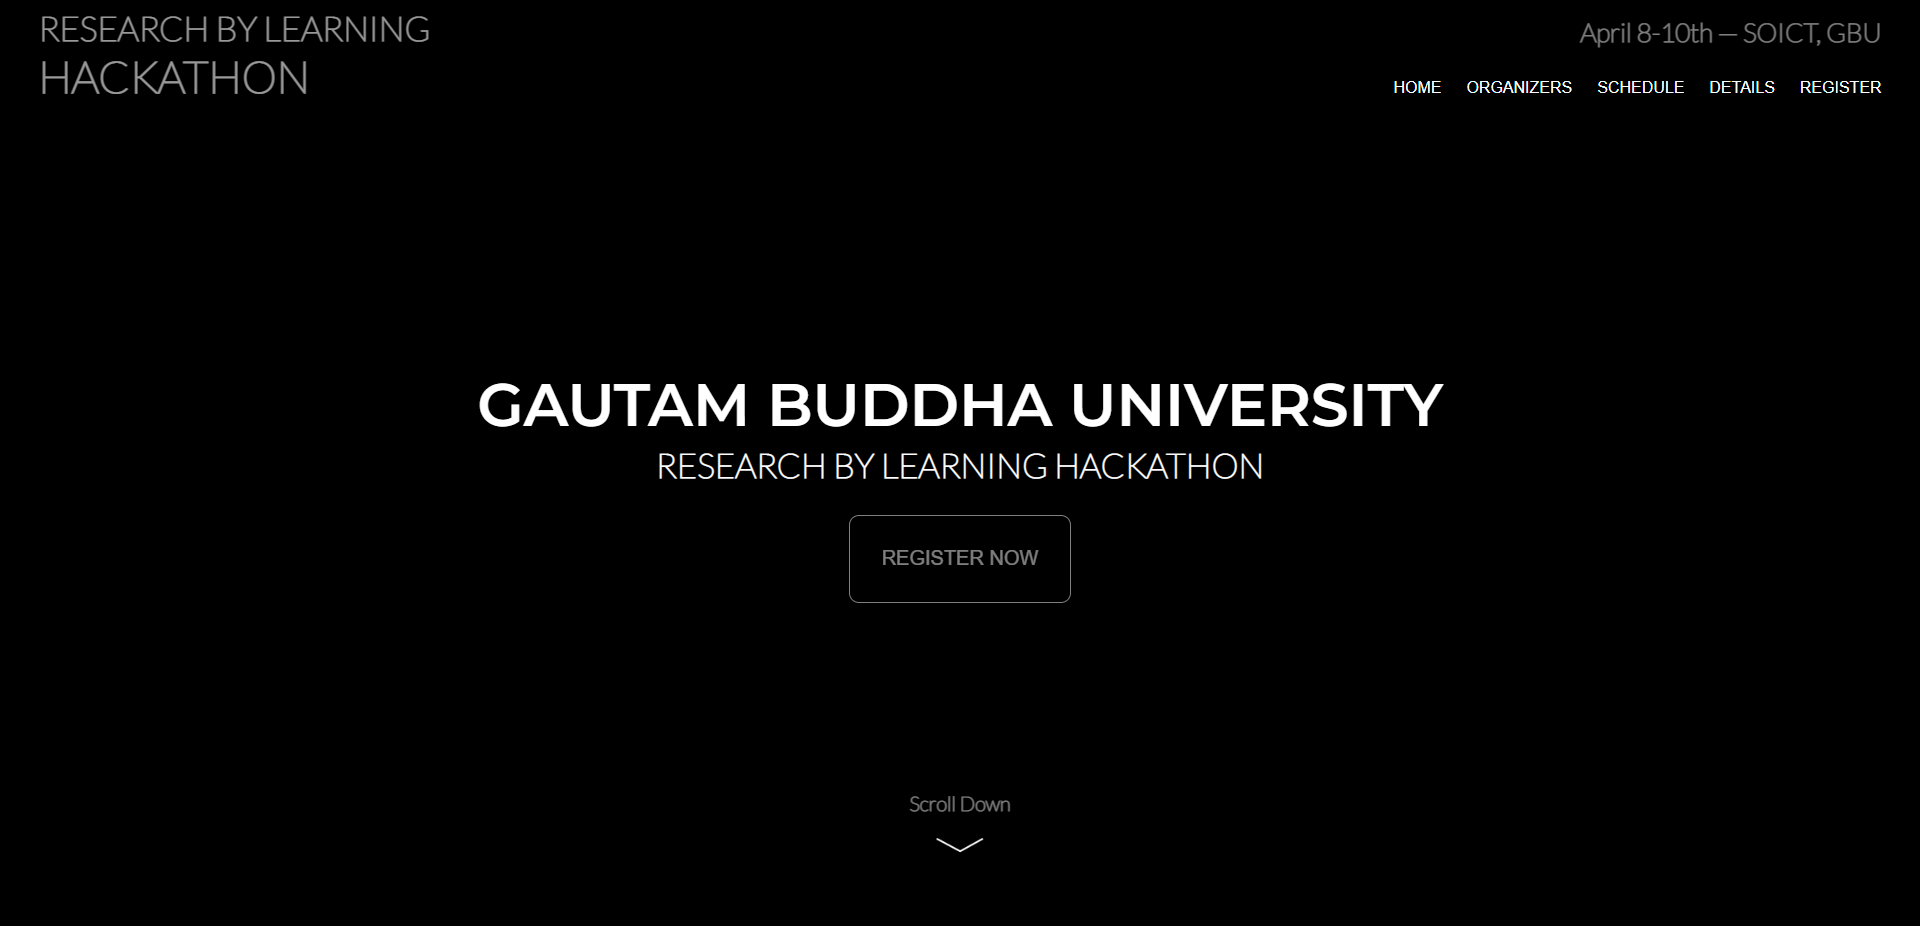 RESEARCH BY LEARNING
HACKATHON
April 8-10th — SOICT, GBU
HOME ORGANIZERS SCHEDULE DETAILS REGISTER
GAUTAM BUDDHA UNIVERSITY
RESEARCH BY LEARNING HACKATHON
REGISTER NOW
Scroll Down